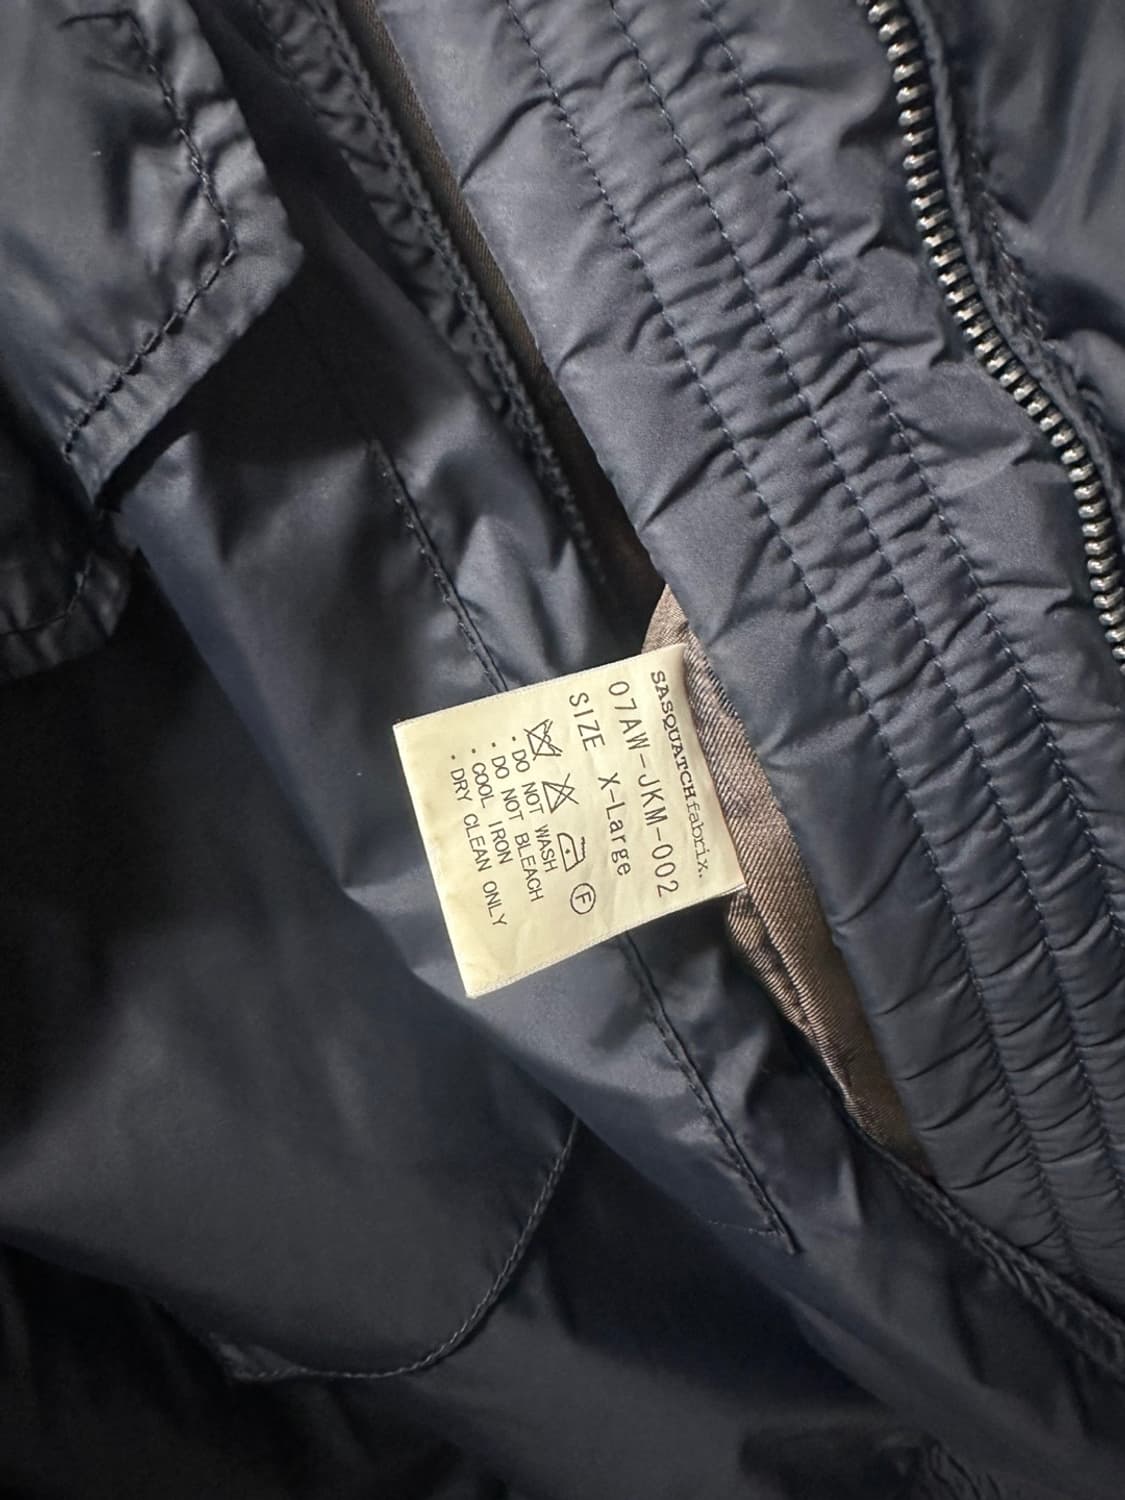 SASQUATCHfabrix.
07AW-JKM-002
SIZE X-Large
F
· DO NOT WASH
· DO NOT BLEACH
· COOL IRON
· DRY CLEAN ONLY